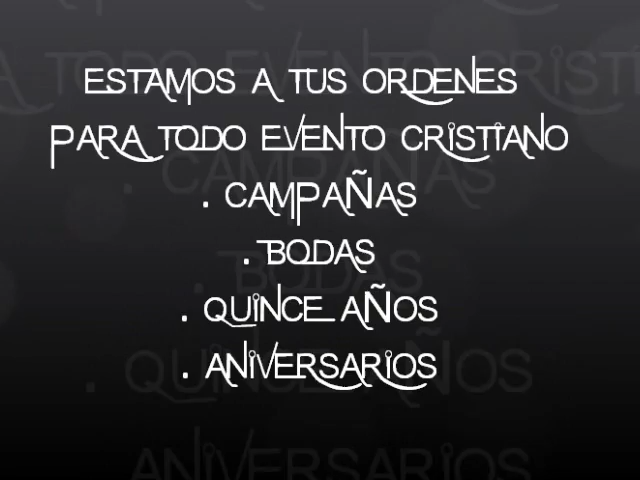 ESTAMOS A TUS ORDENES
PARA TODO EVENTO CRISTIANO
. CAMPAÑAS
. BODAS
. QUINCE AÑOS
. ANIVERSARIOS